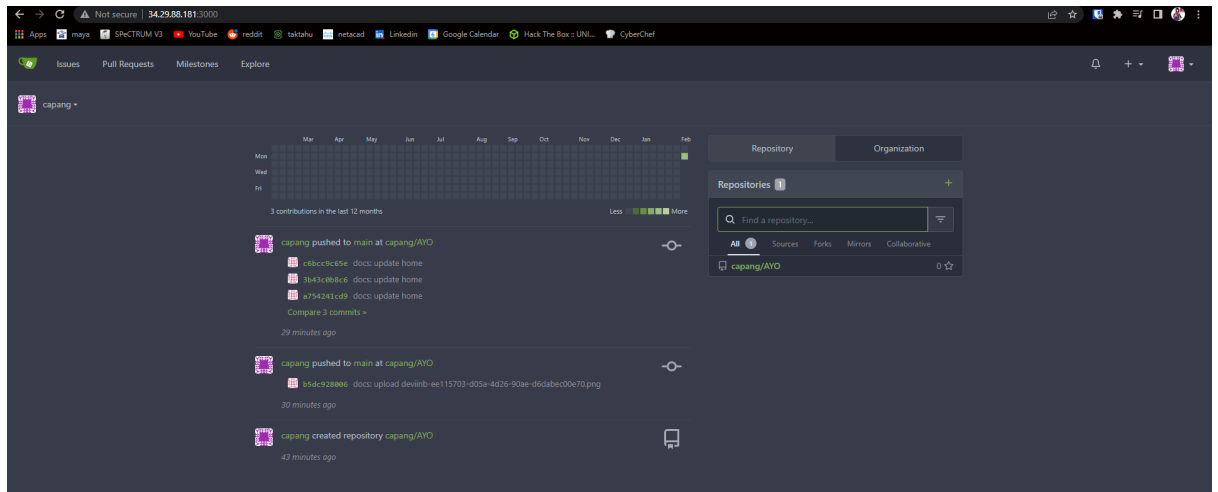 Not secure | 34.29.88.181:3000
Apps maya SPeCTRUM V3 YouTube reddit taktahu netacad Linkedin Google Calendar Hack The Box :: UNI... CyberChef
Issues Pull Requests Milestones Explore
capang
Mar Apr May Jun Jul Aug Sep Oct Nov Dec Jan Feb
Mon
Wed
Fri
3 contributions in the last 12 months Less More
capang pushed to main at capang/AYO
c6bcc9c65e docs: update home
3b43c0b8c6 docs: update home
a754241cd9 docs: update home
Compare 3 commits »
29 minutes ago
capang pushed to main at capang/AYO
b5dc928006 docs: upload deviinb-ee115703-d05a-4d26-90ae-d6dabec00e70.png
30 minutes ago
capang created repository capang/AYO
43 minutes ago
Repository Organization
Repositories 1
Find a repository...
All 1 Sources Forks Mirrors Collaborative
capang/AYO 0